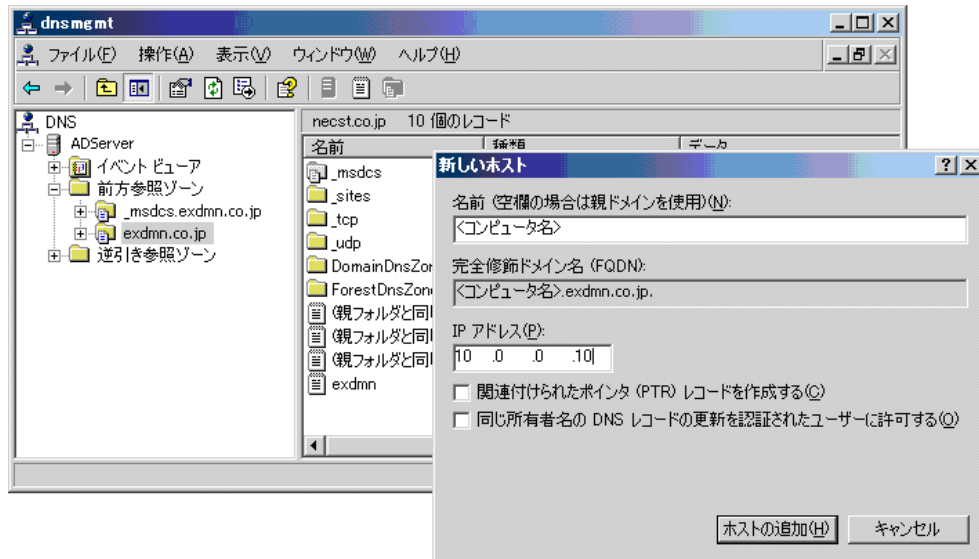 dnsmgmt
ファイル(F) 操作(A) 表示(V) ウィンドウ(W) ヘルプ(H)
DNS
ADServer
イベント ビューア
前方参照ゾーン
_msdcs.exdmn.co.jp
exdmn.co.jp
逆引き参照ゾーン
necst.co.jp 10 個のレコード
名前 種類 データ
_msdcs
_sites
_tcp
_udp
DomainDnsZon
ForestDnsZone
(親フォルダと同じ
(親フォルダと同じ
(親フォルダと同じ
exdmn
新しいホスト
名前 (空欄の場合は親ドメインを使用)(N):
<コンピュータ名>
完全修飾ドメイン名 (FQDN):
<コンピュータ名>.exdmn.co.jp.
IP アドレス(P):
10 .0 .0 .10
関連付けられたポインタ (PTR) レコードを作成する(C)
同じ所有者名の DNS レコードの更新を認証されたユーザーに許可する(O)
ホストの追加(H) キャンセル